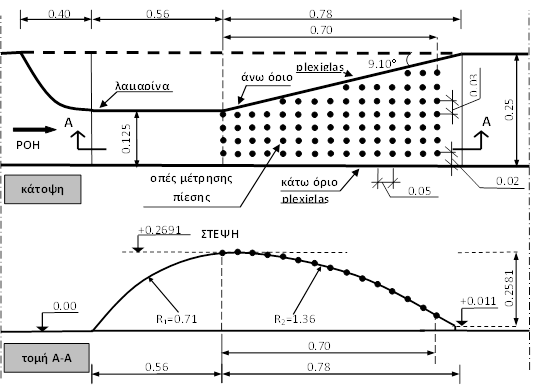 0.40
0.56
0.78
0.70
plexiglas
9.10°
άνω όριο
λαμαρίνα
0.03
0.25
0.125
A
A
ΡΟΗ
οπές μέτρησης
πίεσης
κάτω όριο
plexiglas
0.05
0.02
κάτοψη
+0.2691
ΣΤΕΨΗ
0.00
R1=0.71
R2=1.36
+0.011
0.2581
τομή Α-Α
0.70
0.56
0.78